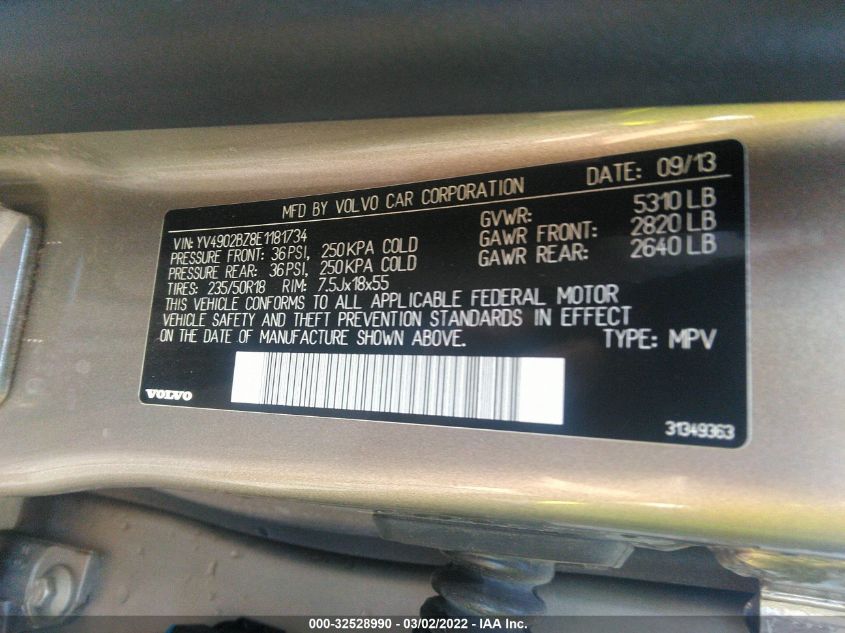 MFD BY VOLVO CAR CORPORATION DATE: 09/13
VIN: YV4902BZ8E1181734 GVWR: 5310 LB
PRESSURE FRONT: 36 PSI, 250 KPA COLD GAWR FRONT: 2820 LB
PRESSURE REAR: 36 PSI, 250 KPA COLD GAWR REAR: 2640 LB
TIRES: 235/50R18 RIM: 7.5Jx18x55
THIS VEHICLE CONFORMS TO ALL APPLICABLE FEDERAL MOTOR
VEHICLE SAFETY AND THEFT PREVENTION STANDARDS IN EFFECT
ON THE DATE OF MANUFACTURE SHOWN ABOVE. TYPE: MPV
VOLVO
31349363
000-32528990 - 03/02/2022 - IAA Inc.